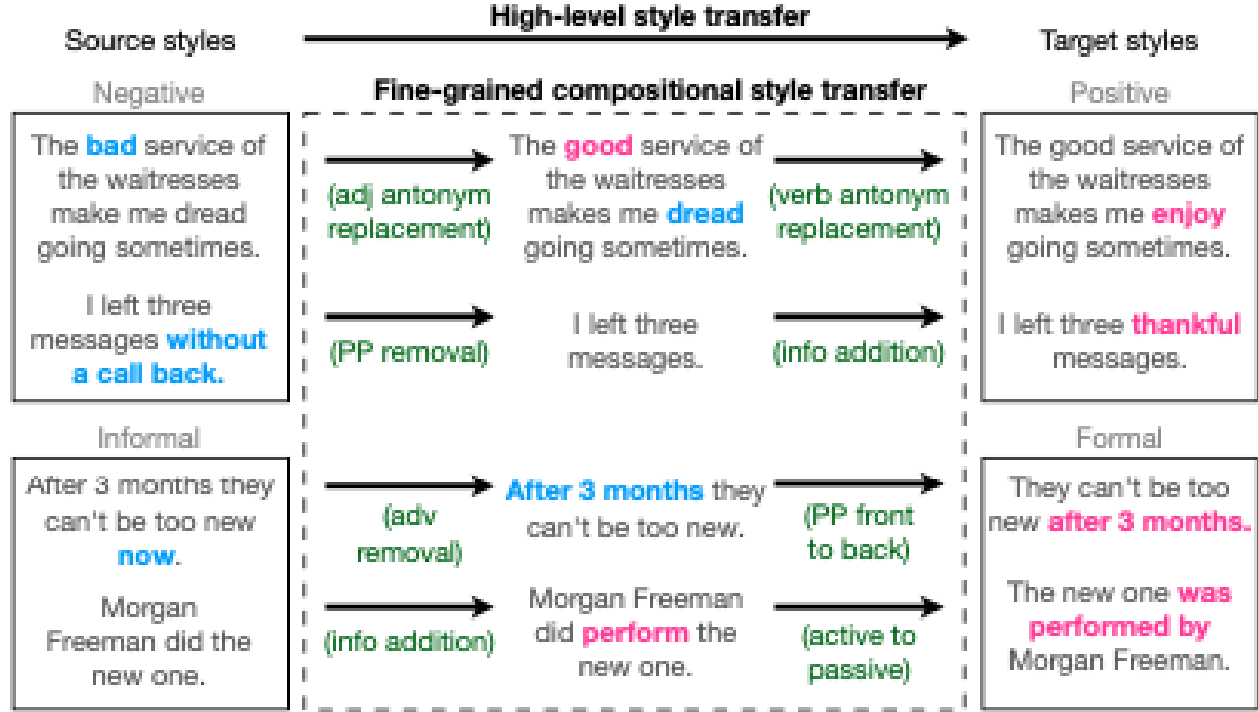 High-level style transfer
Source styles
Target styles
Negative
Fine-grained compositional style transfer
Positive
The bad service of
the waitresses
make me dread
going sometimes.
(adj antonym
replacement)
The good service of
the waitresses
makes me dread
going sometimes.
(verb antonym
replacement)
The good service of
the waitresses
makes me enjoy
going sometimes.
I left three
messages without
a call back.
(PP removal)
I left three
messages.
(info addition)
I left three thankful
messages.
Informal
Formal
After 3 months they
can't be too new
now.
(adv
removal)
After 3 months they
can't be too new.
(PP front
to back)
They can't be too
new after 3 months.
Morgan
Freeman did the
new one.
(info addition)
Morgan Freeman
did perform the
new one.
(active to
passive)
The new one was
performed by
Morgan Freeman.